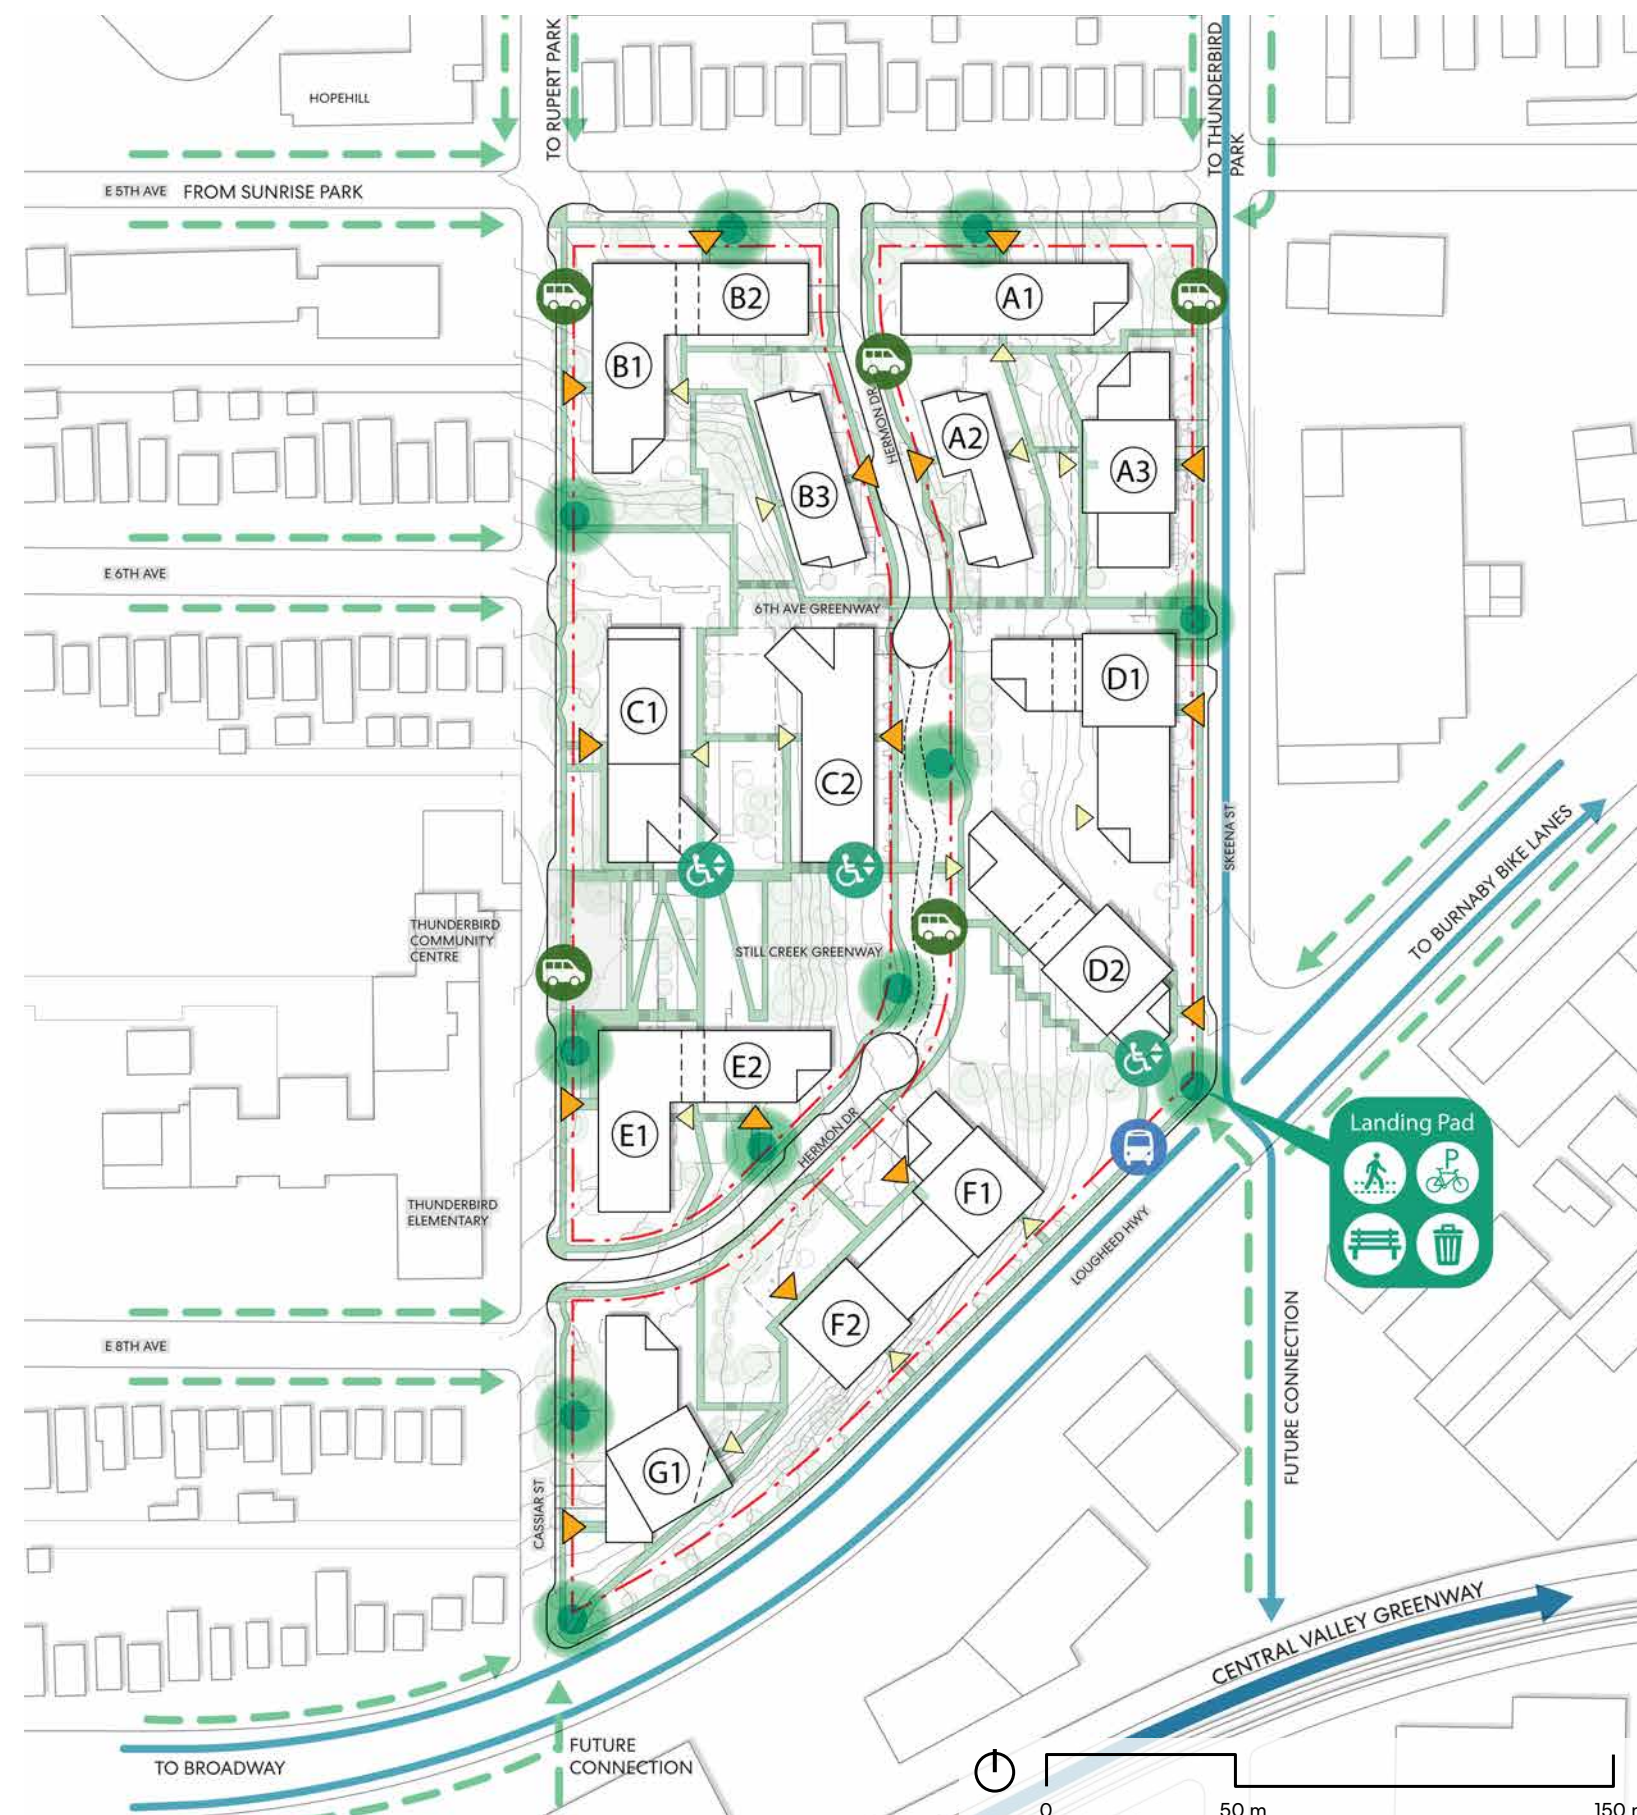 HOPEHILL
TO RUPERT PARK
TO THUNDERBIRD
PARK
E 5TH AVE
FROM SUNRISE PARK
B2
A1
B1
HERMON DR
A2
B3
A3
E 6TH AVE
6TH AVE GREENWAY
C1
D1
C2
SKEENA ST
TO BURNABY BIKE LANES
THUNDERBIRD
COMMUNITY
CENTRE
STILL CREEK GREENWAY
D2
E2
E1
HERMON DR
Landing Pad
P
F1
THUNDERBIRD
ELEMENTARY
LOUGHEED HWY
F2
E 8TH AVE
FUTURE CONNECTION
G1
CASSIAR ST
CENTRAL VALLEY GREENWAY
FUTURE
CONNECTION
TO BROADWAY
0
50 m
150 m